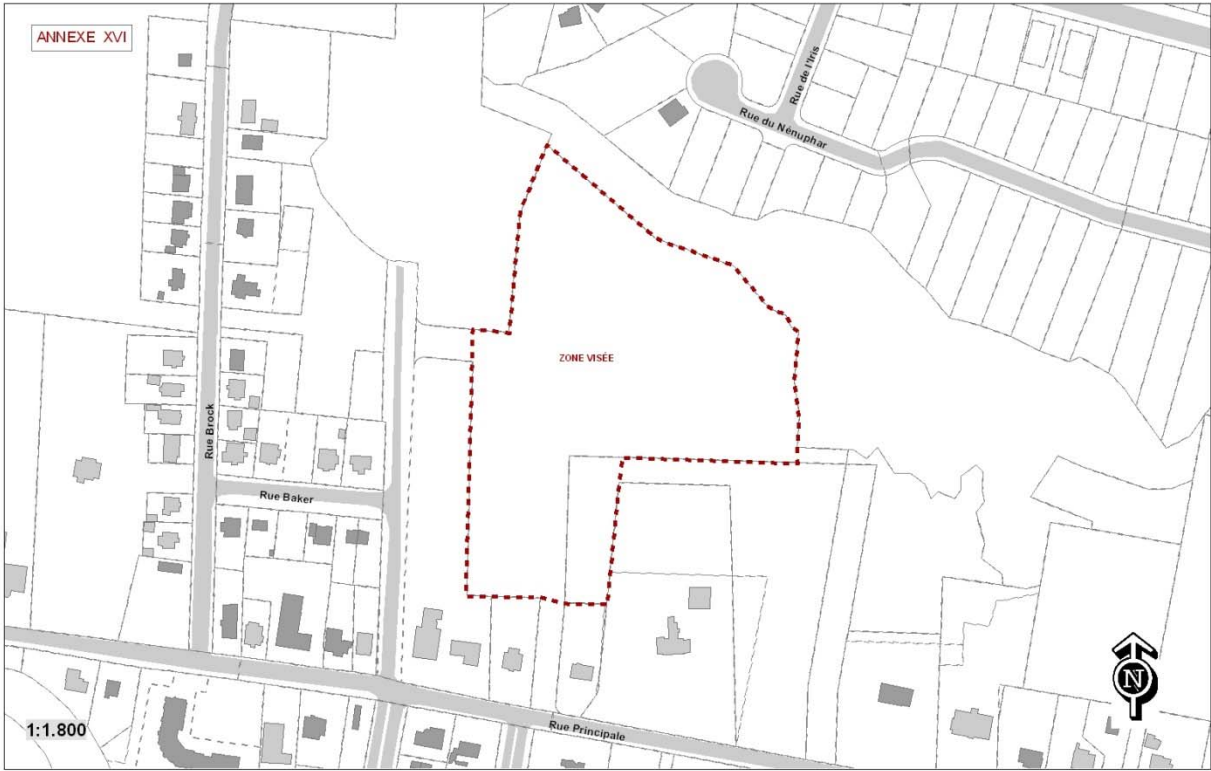 ANNEXE XVI
Rue de l'Iris
Rue du Nénuphar
ZONE VISÉE
Rue Brock
Rue Baker
Rue Principale
1:1.800
N